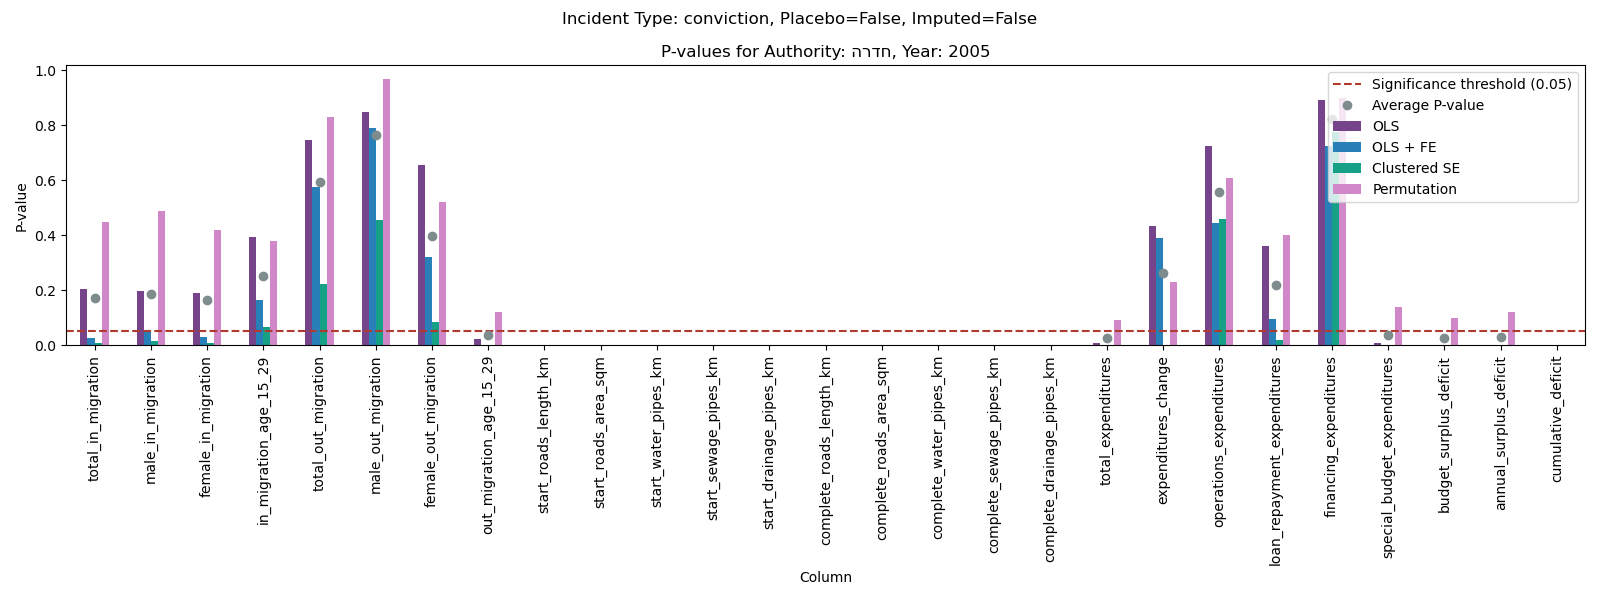 Incident Type: conviction, Placebo=False, Imputed=False
P-values for Authority: חדרה, Year: 2005
1.0
0.8
0.6
0.4
0.2
0.0
P-value
Significance threshold (0.05)
Average P-value
OLS
OLS + FE
Clustered SE
Permutation
total_in_migration
male_in_migration
female_in_migration
in_migration_age_15_29
total_out_migration
male_out_migration
female_out_migration
out_migration_age_15_29
start_roads_length_km
start_roads_area_sqm
start_water_pipes_km
start_sewage_pipes_km
start_drainage_pipes_km
complete_roads_length_km
complete_roads_area_sqm
complete_water_pipes_km
complete_sewage_pipes_km
complete_drainage_pipes_km
total_expenditures
expenditures_change
operations_expenditures
loan_repayment_expenditures
financing_expenditures
special_budget_expenditures
budget_surplus_deficit
annual_surplus_deficit
cumulative_deficit
Column